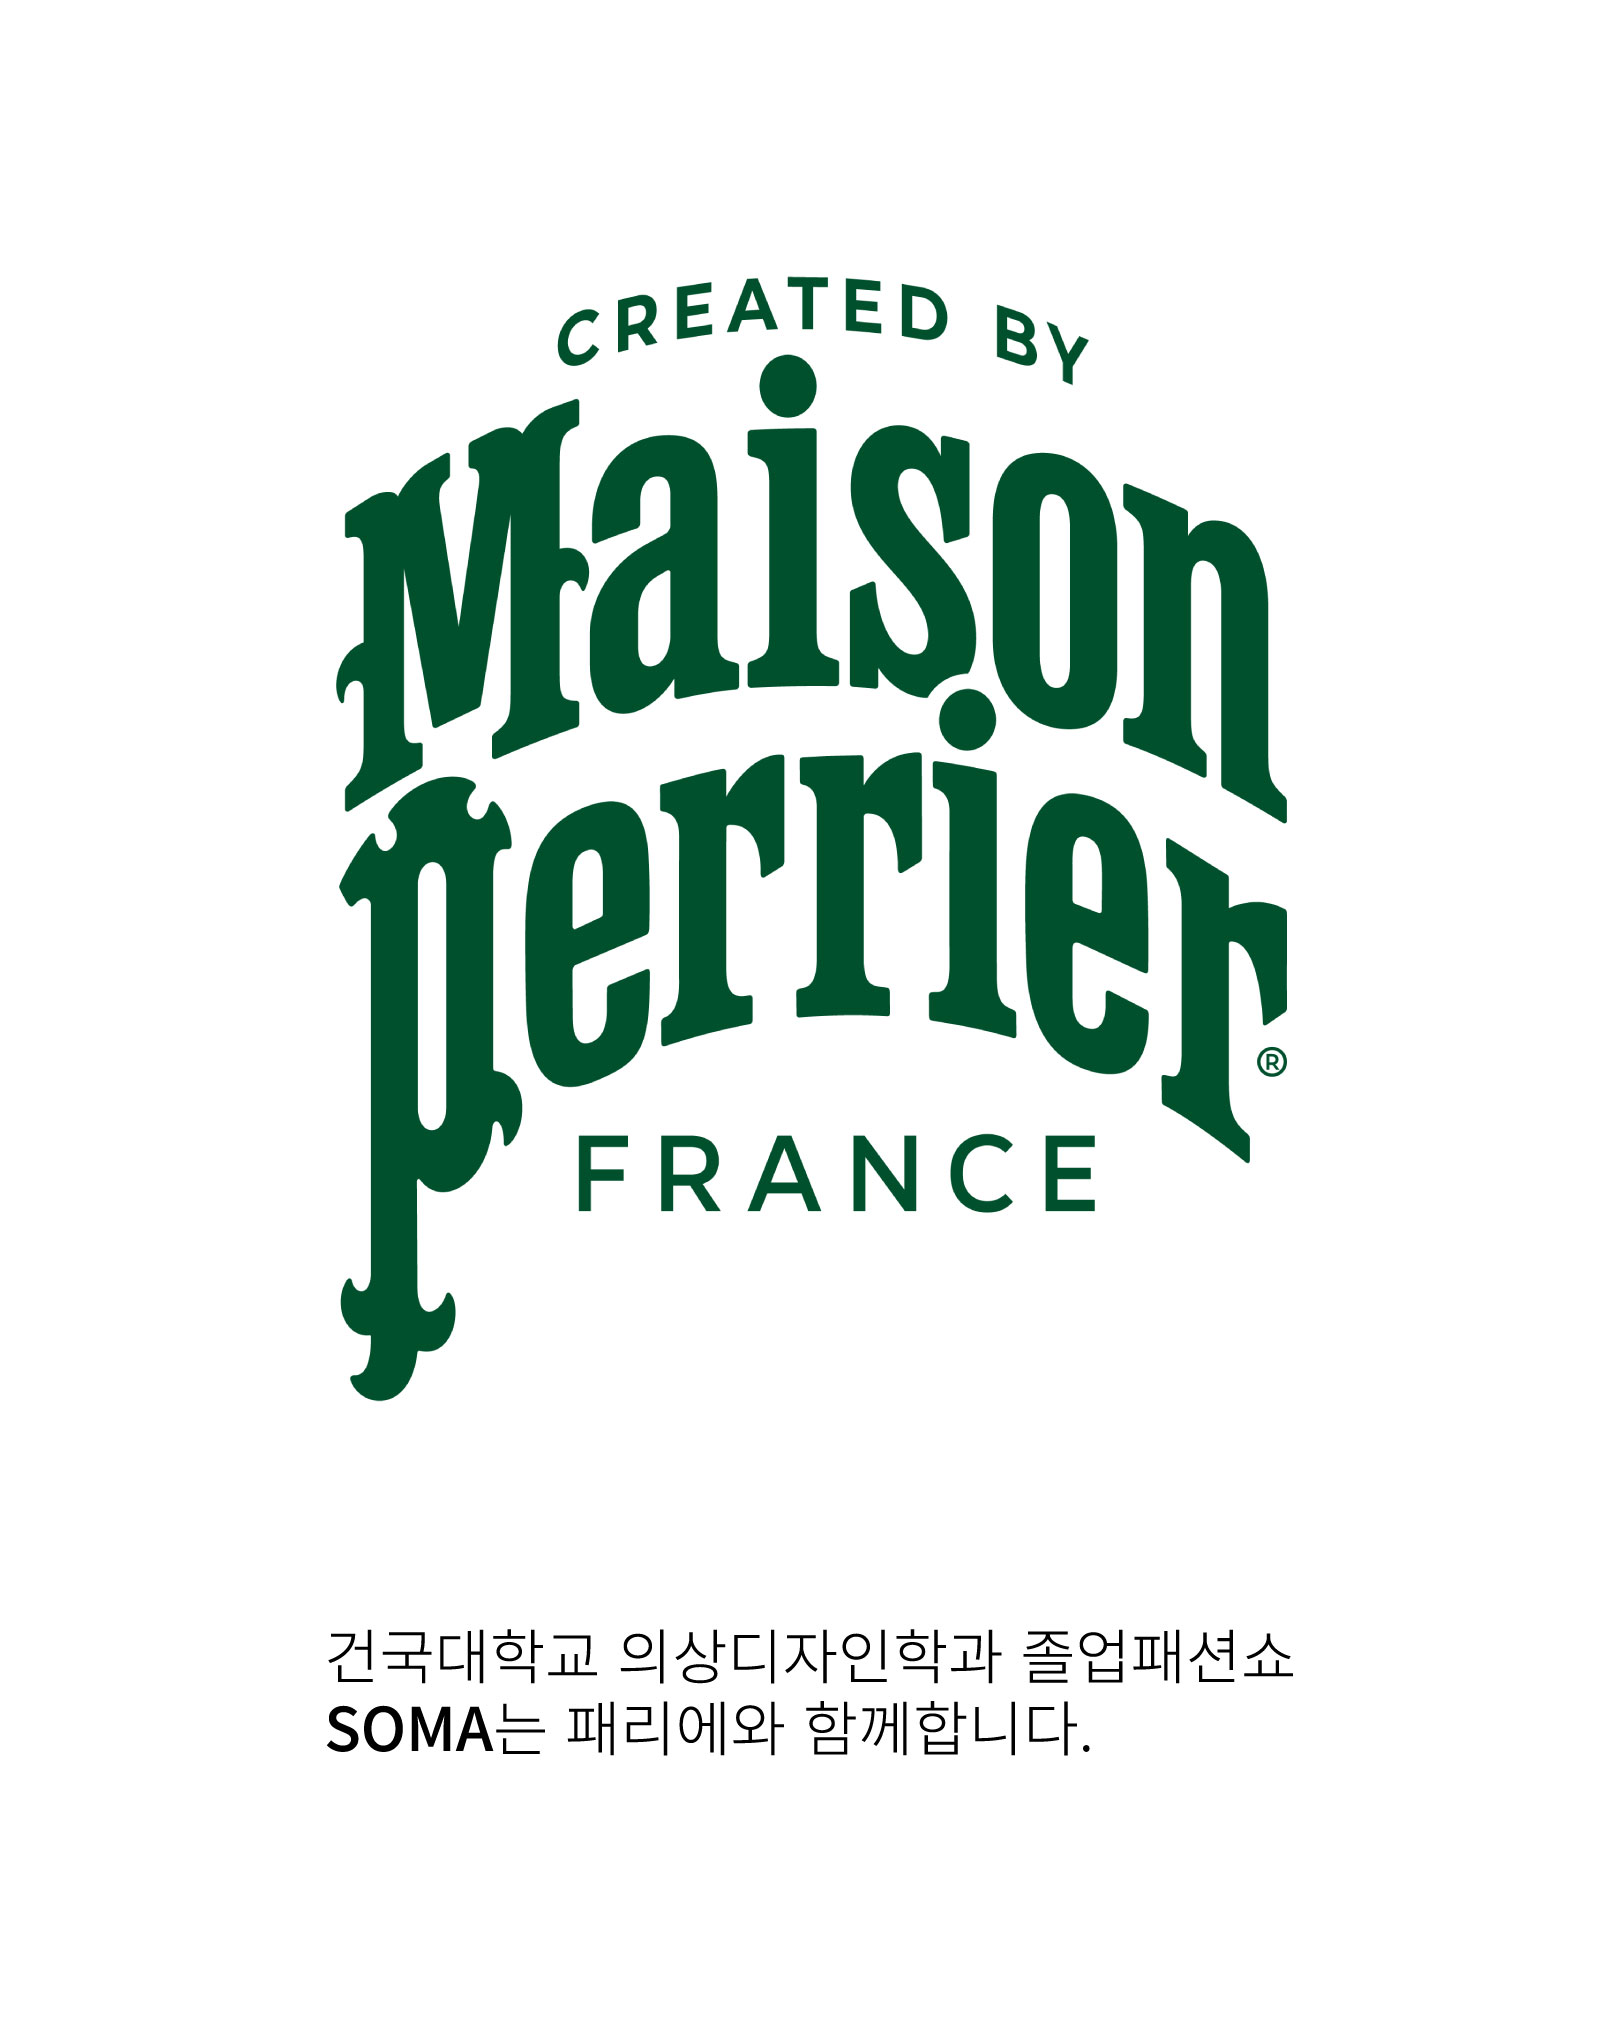 CREATED BY
Maison
perrier
®
FRANCE
건국대학교 의상디자인학과 졸업패션쇼
SOMA는 패리에와 함께합니다.